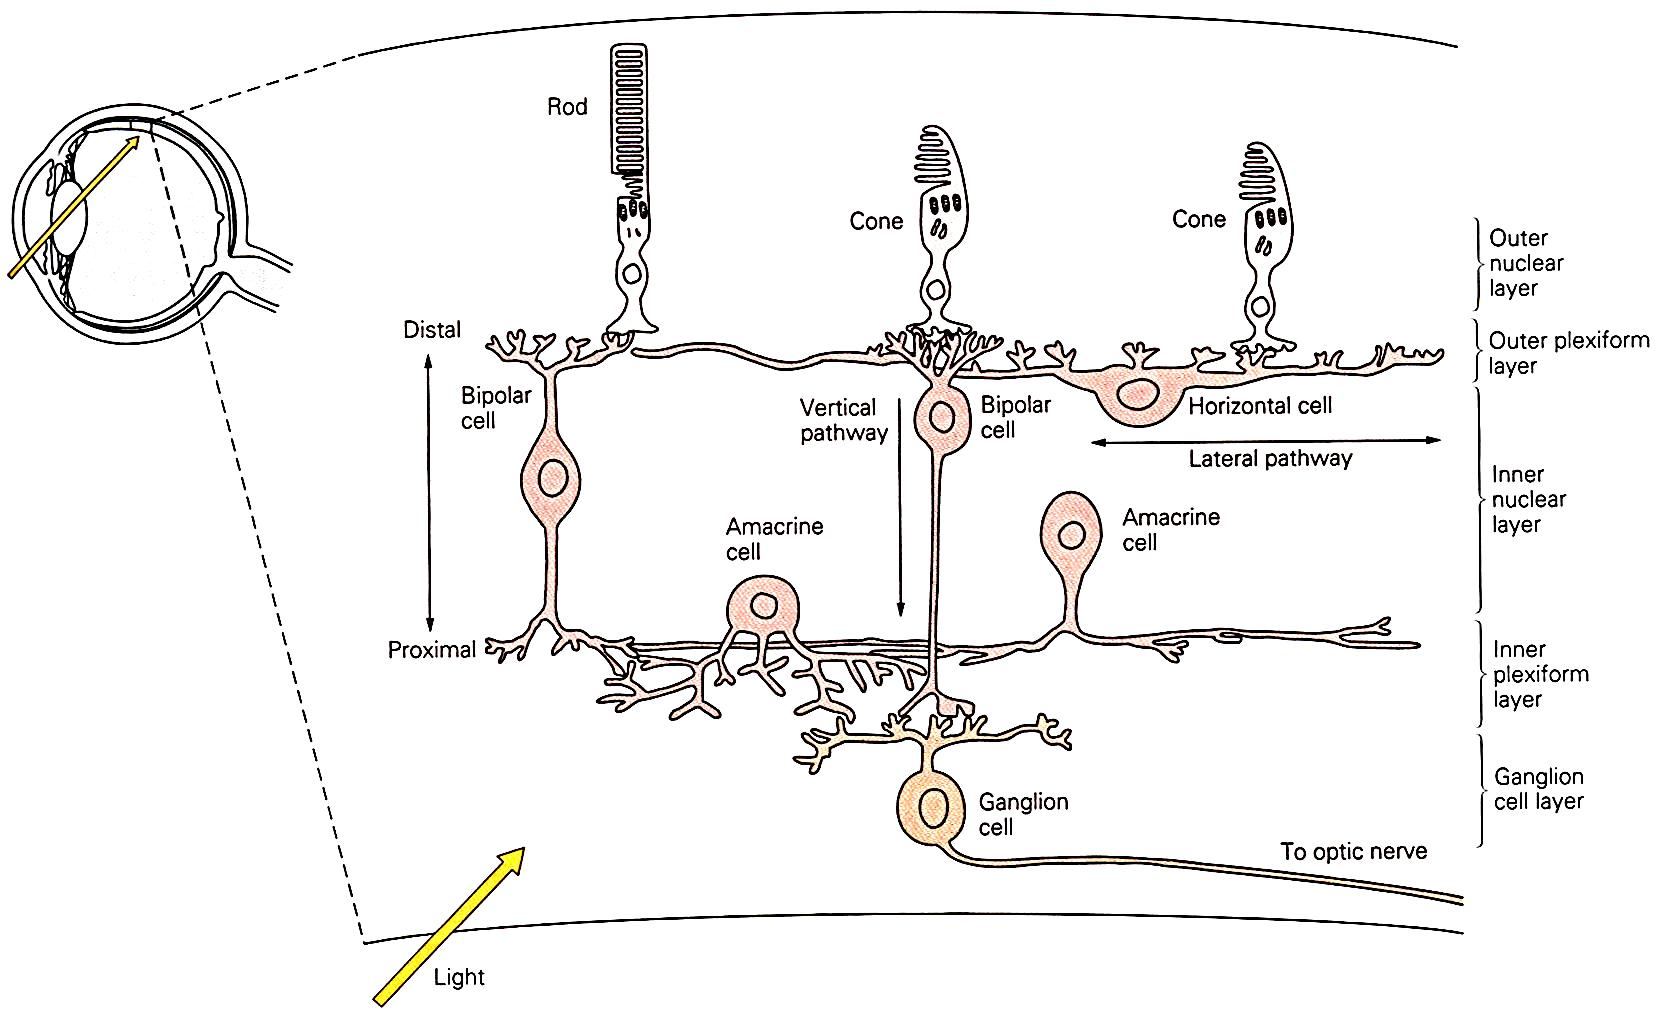 Rod
Cone
Cone
Outer
nuclear
layer
Distal
Outer plexiform
layer
Bipolar
cell
Vertical
pathway
Bipolar
cell
Horizontal cell
Lateral pathway
Inner
nuclear
layer
Amacrine
cell
Amacrine
cell
Proximal
Inner
plexiform
layer
Ganglion
cell layer
Ganglion
cell
To optic nerve
Light